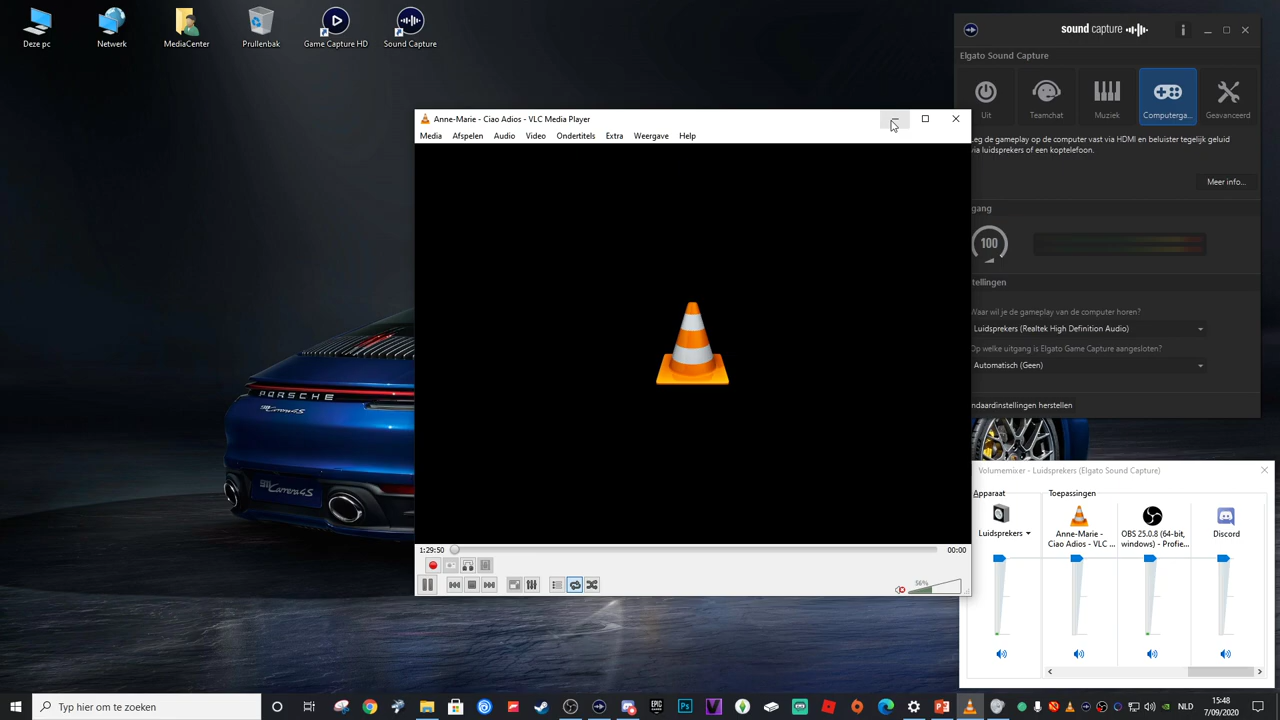 Deze pc
Netwerk
MediaCenter
Prullenbak
Game Capture HD
Sound Capture
sound capture
Elgato Sound Capture
Uit
Teamchat
Muziek
Computerga...
Geavanceerd
Leg de gameplay op de computer vast via HDMI en beluister tegelijk geluid
via luidsprekers of een koptelefoon.
Meer info...
gang
100
tellingen
Waar wil je de gameplay van de computer horen?
Luidsprekers (Realtek High Definition Audio)
Op welke uitgang is Elgato Game Capture aangesloten?
Automatisch (Geen)
ndaardinstellingen herstellen
Anne-Marie - Ciao Adios - VLC Media Player
Media Afspelen Audio Video Ondertitels Extra Weergave Help
1:29:50
00:00
56%
PORSCHE
Carrera 4S
Volumemixer - Luidsprekers (Elgato Sound Capture)
Apparaat
Toepassingen
Luidsprekers
Anne-Marie -
Ciao Adios - VLC ...
OBS 25.0.8 (64-bit,
windows) - Profie...
Discord
Typ hier om te zoeken
EPIC
GAMES
Ps
NLD
15:48
7/09/2020